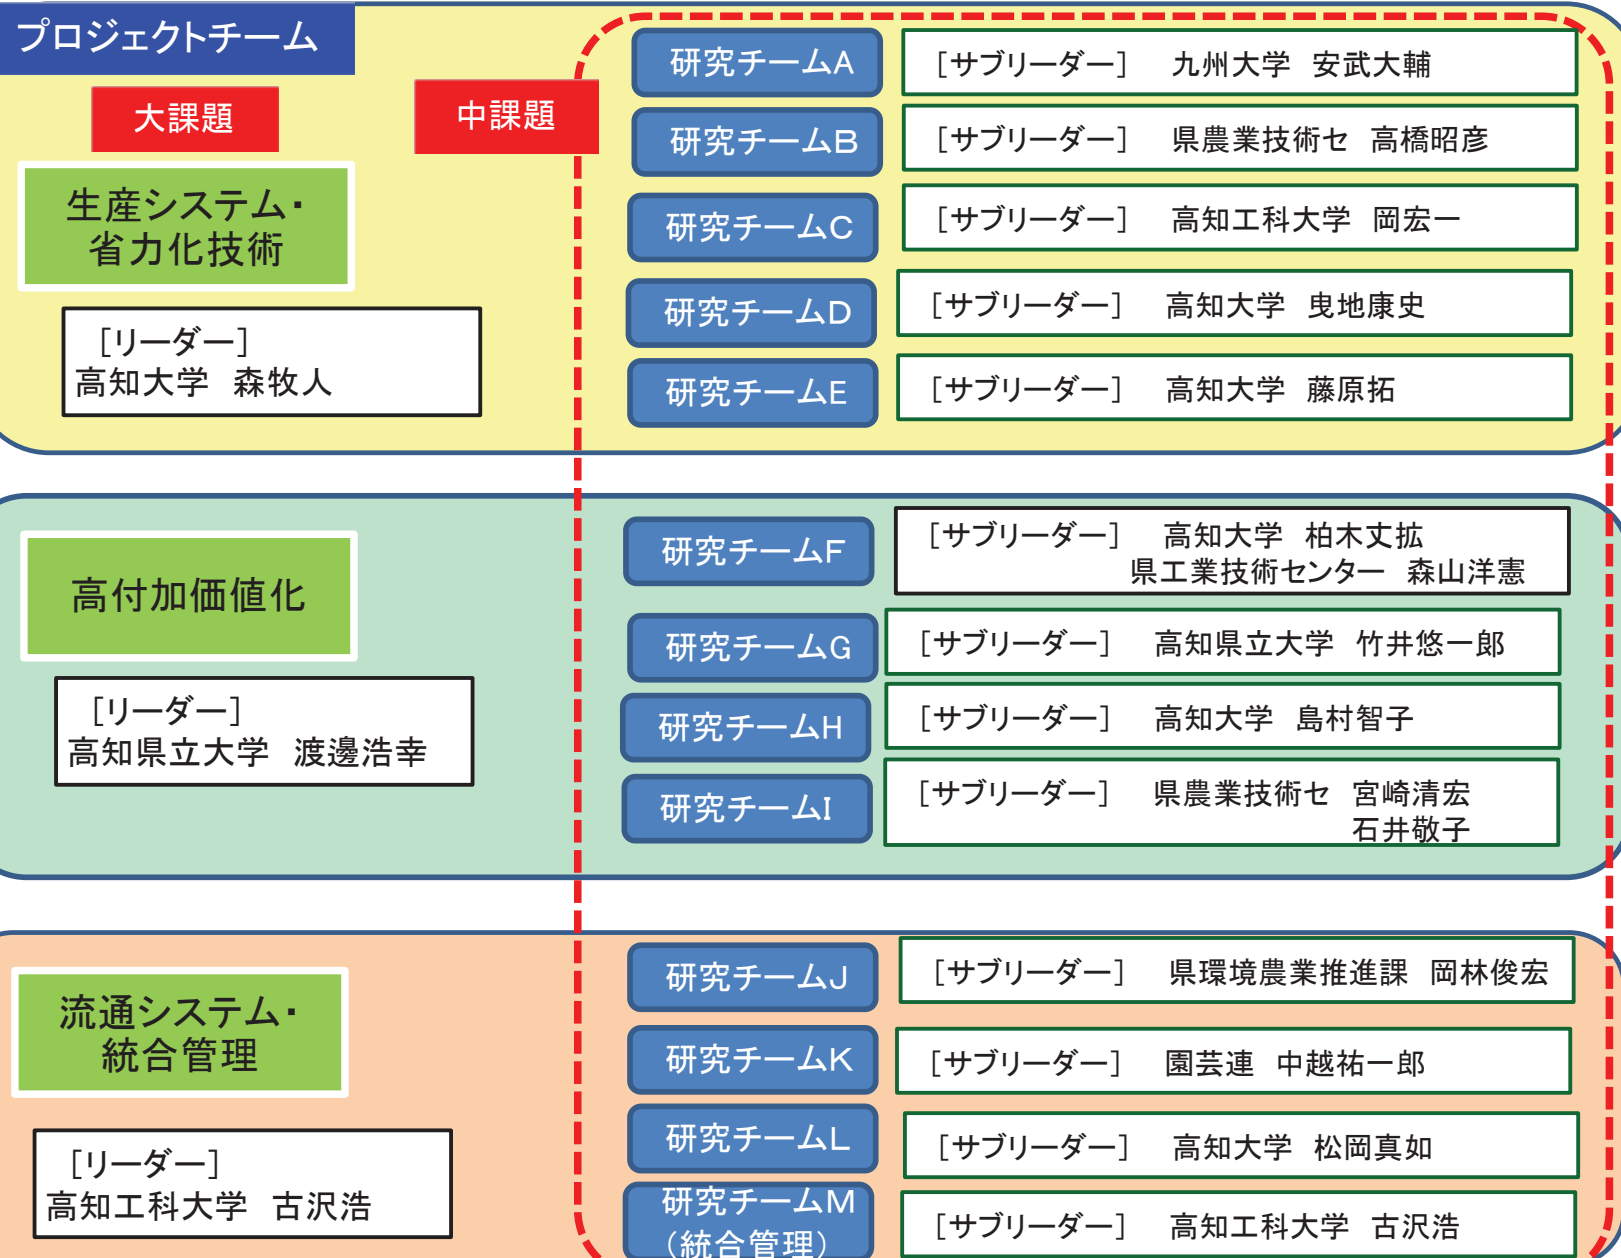 プロジェクトチーム
大課題
中課題
生産システム・
省力化技術
[リーダー]
高知大学 森牧人
研究チームA
[サブリーダー] 九州大学 安武大輔
研究チームB
[サブリーダー] 県農業技術セ 高橋昭彦
研究チームC
[サブリーダー] 高知工科大学 岡宏一
研究チームD
[サブリーダー] 高知大学 曳地康史
研究チームE
[サブリーダー] 高知大学 藤原拓
高付加価値化
[リーダー]
高知県立大学 渡邊浩幸
研究チームF
[サブリーダー] 高知大学 柏木丈拡
県工業技術センター 森山洋憲
研究チームG
[サブリーダー] 高知県立大学 竹井悠一郎
研究チームH
[サブリーダー] 高知大学 島村智子
研究チームI
[サブリーダー] 県農業技術セ 宮崎清宏
石井敬子
流通システム・
統合管理
[リーダー]
高知工科大学 古沢浩
研究チームJ
[サブリーダー] 県環境農業推進課 岡林俊宏
研究チームK
[サブリーダー] 園芸連 中越祐一郎
研究チームL
[サブリーダー] 高知大学 松岡真如
研究チームM
(統合管理)
[サブリーダー] 高知工科大学 古沢浩